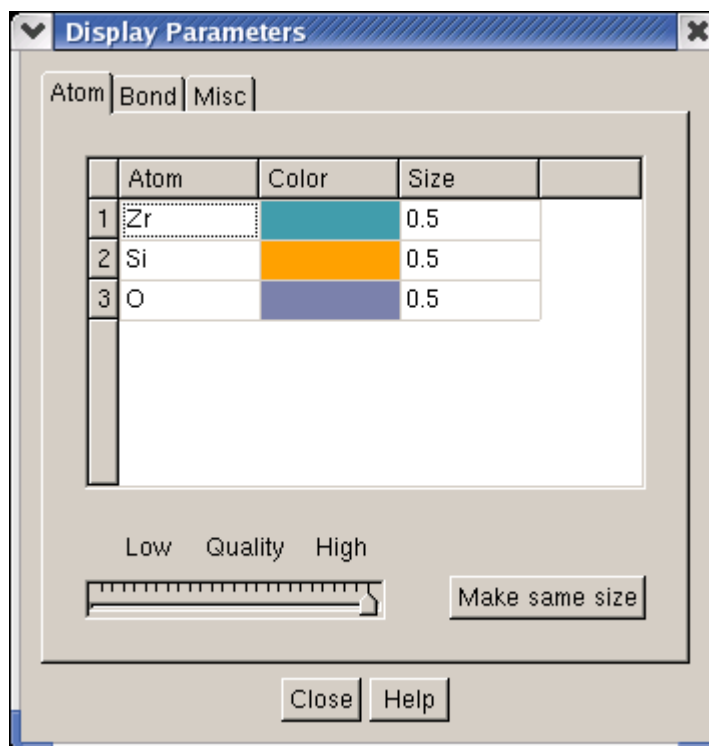 Display Parameters
Atom Bond Misc
Atom Color Size
1 Zr 0.5
2 Si 0.5
3 O 0.5
Low Quality High
Make same size
Close Help